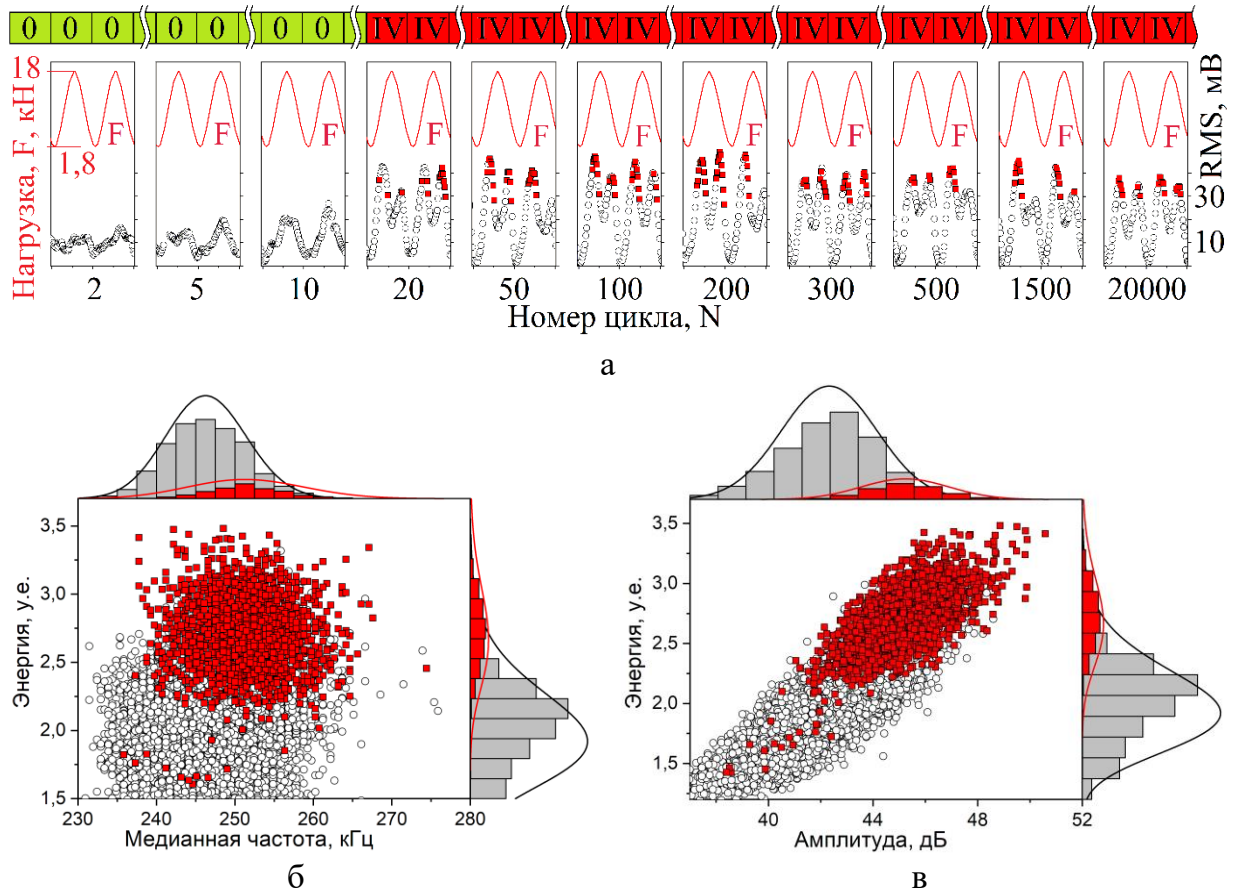 0 0 0 0 0 0 0 IV IV IV IV IV IV IV IV IV IV IV IV IV IV IV IV
Нагрузка, F, кН
18
1,8
F F F F F F F F F F F
RMS, мВ
30
10
2 5 10 20 50 100 200 300 500 1500 20000
Номер цикла, N
а
Энергия, у.е.
3,5
3,0
2,5
2,0
1,5
230 240 250 260 270 280
Медианная частота, кГц
б
Энергия, у.е.
3,5
3,0
2,5
2,0
1,5
40 44 48 52
Амплитуда, дБ
в